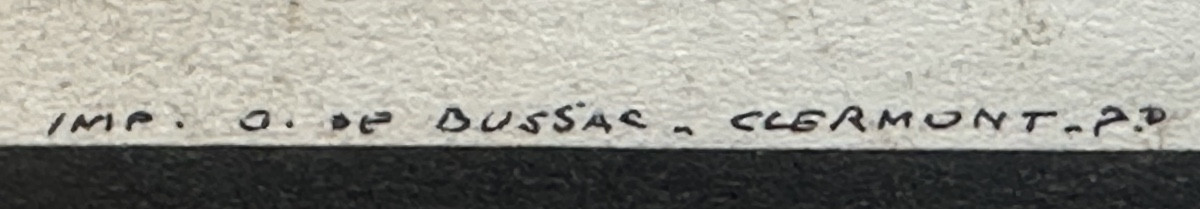 IMP. G. DE BUSSAC - CLERMONT-P.D